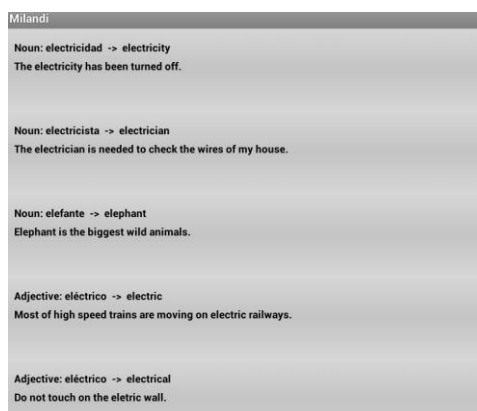 Milandi
Noun: electricidad -> electricity
The electricity has been turned off.
Noun: electricista -> electrician
The electrician is needed to check the wires of my house.
Noun: elefante -> elephant
Elephant is the biggest wild animals.
Adjective: eléctrico -> electric
Most of high speed trains are moving on electric railways.
Adjective: eléctrico -> electrical
Do not touch on the eletric wall.